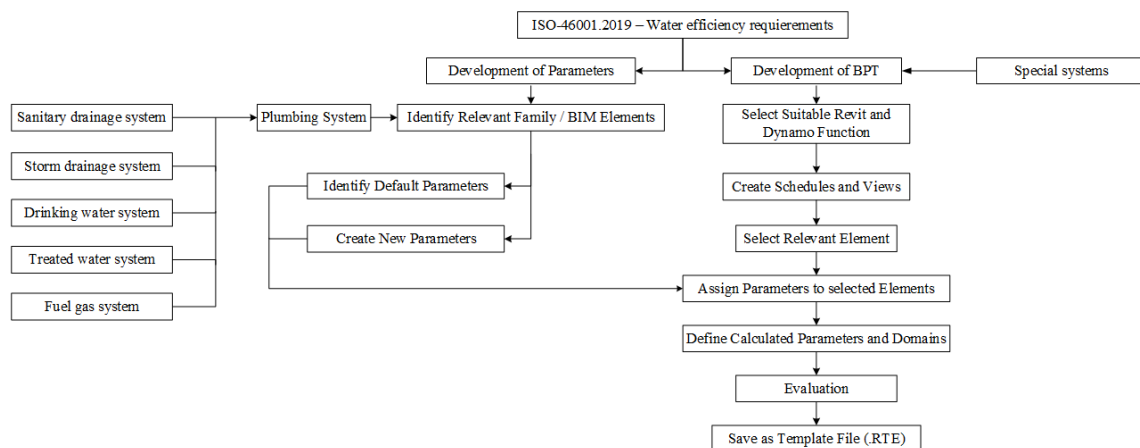 ISO-46001.2019 – Water efficiency requierements
Development of Parameters
Development of BPT
Special systems
Sanitary drainage system
Plumbing System
Identify Relevant Family / BIM Elements
Select Suitable Revit and
Dynamo Function
Storm drainage system
Identify Default Parameters
Create Schedules and Views
Drinking water system
Create New Parameters
Select Relevant Element
Treated water system
Assign Parameters to selected Elements
Fuel gas system
Define Calculated Parameters and Domains
Evaluation
Save as Template File (.RTE)